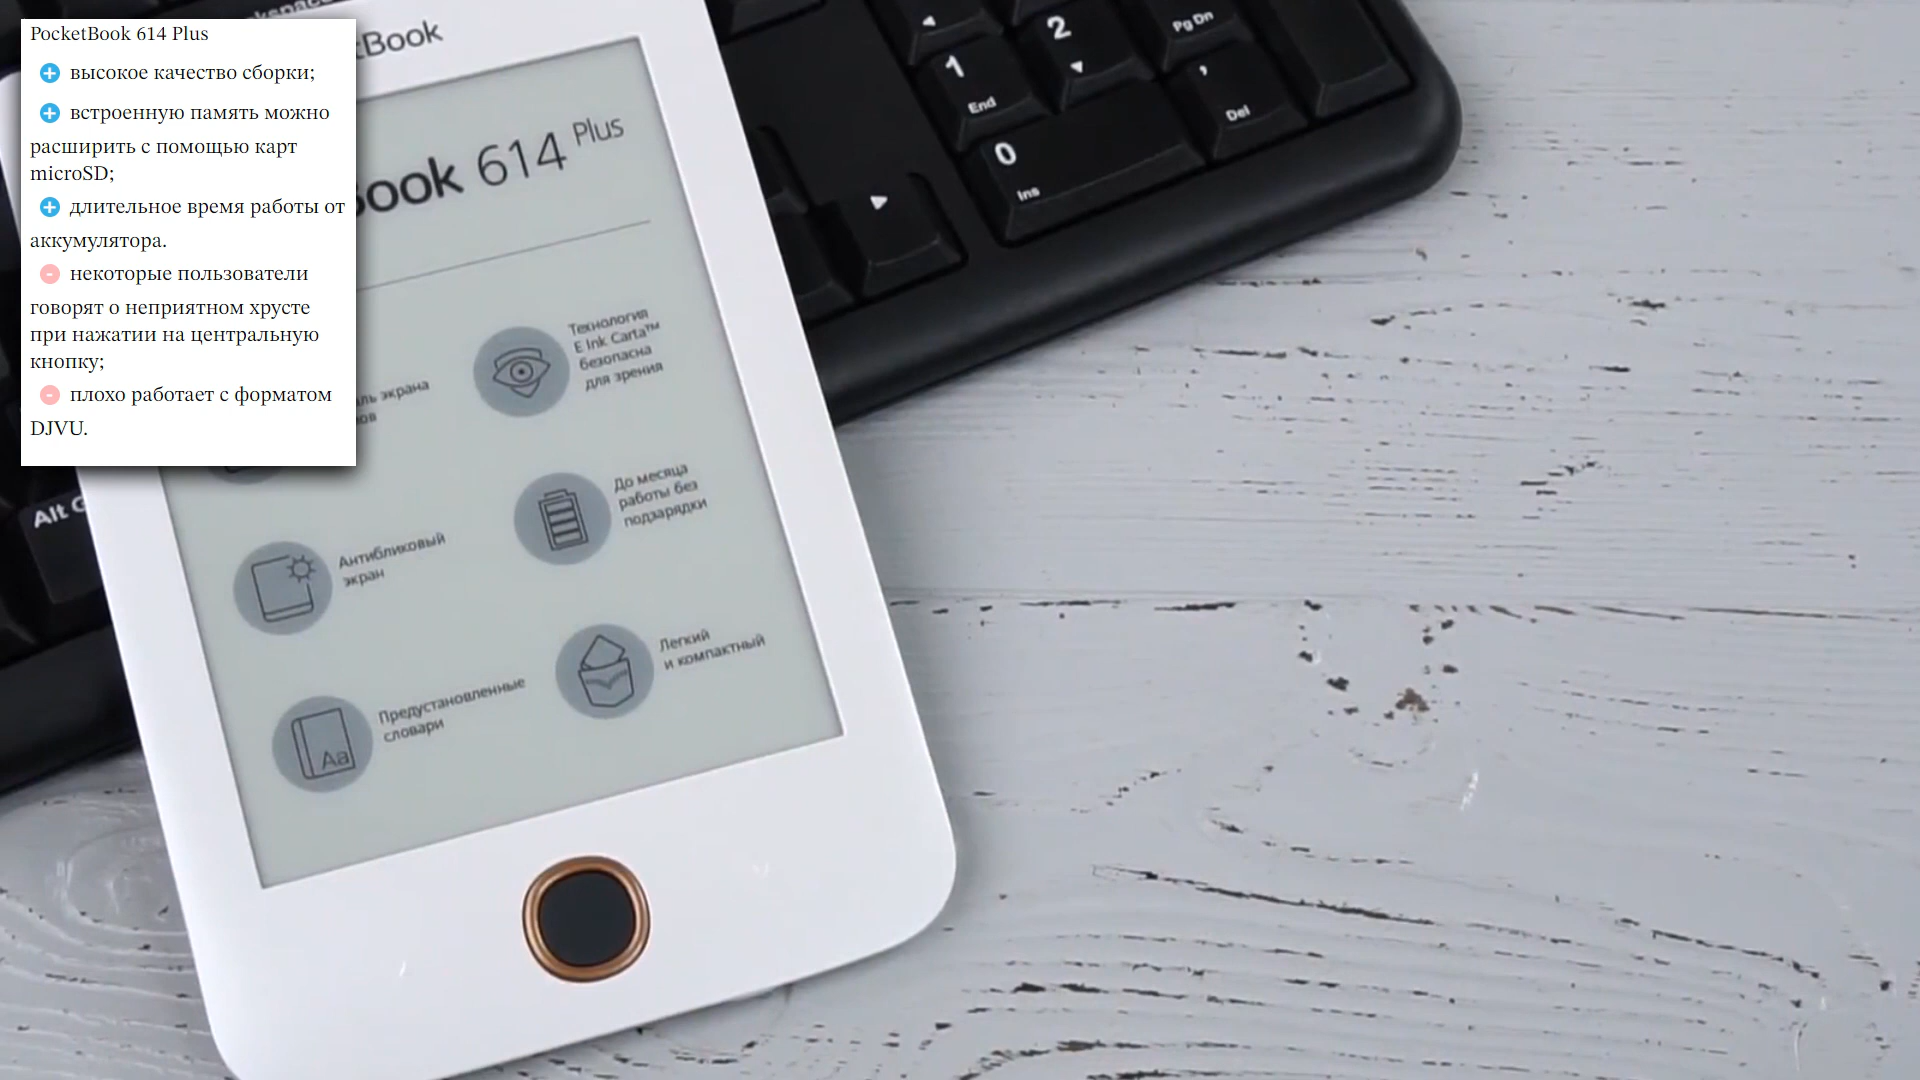 PocketBook 614 Plus
+ высокое качество сборки;
+ встроенную память можно
расширить с помощью карт
microSD;
+ длительное время работы от
аккумулятора.
- некоторые пользователи
говорят о неприятном хрусте
при нажатии на центральную
кнопку;
- плохо работает с форматом
DJVU.
tBook
Book 614 Plus
Технология
E Ink Carta™
безопасна
для зрения
экрана
До месяца
работы без
подзарядки
Антибликовый
экран
Легкий
и компактный
Предустановленные
словари
Aa
1
End
2
Pg Dn
,
Del
0
Ins
Alt G